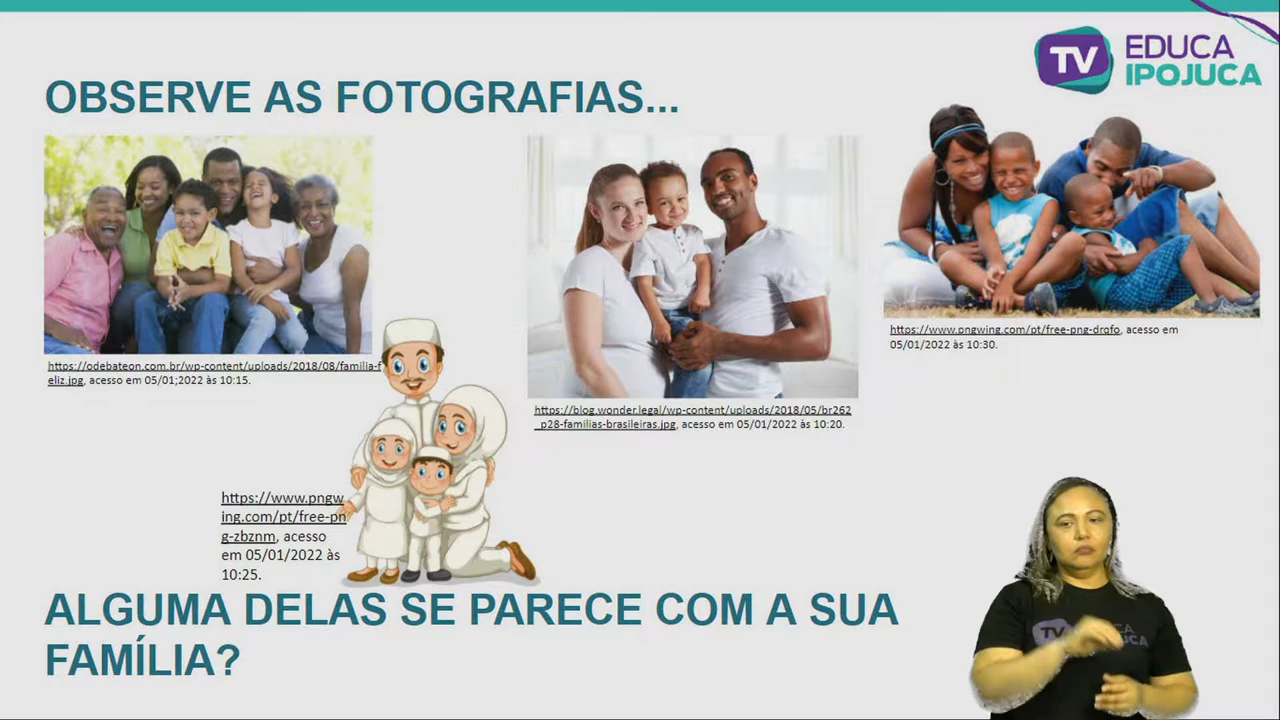 TV EDUCA
IPOJUCA
OBSERVE AS FOTOGRAFIAS...
https://odebateon.com.br/wp-content/uploads/2018/08/familia-f
eliz.jpg, acesso em 05/01;2022 às 10:15.
https://blog.wonder.legal/wp-content/uploads/2018/05/br262
_p28-familias-brasileiras.jpg, acesso em 05/01/2022 às 10:20.
https://www.pngwing.com/pt/free-png-drqfo, acesso em
05/01/2022 às 10:30.
https://www.pngw
ing.com/pt/free-pn
g-zbznm, acesso
em 05/01/2022 às
10:25.
ALGUMA DELAS SE PARECE COM A SUA
FAMÍLIA?
TV